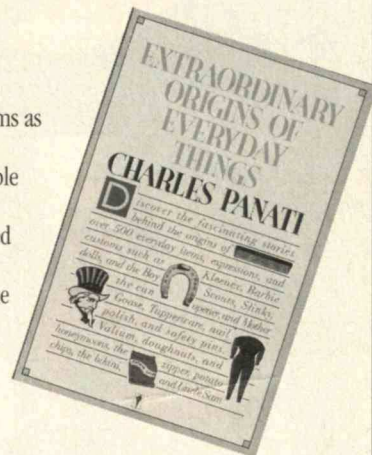 ms as
ple
d
e
EXTRAORDINARY
ORIGINS OF
EVERYDAY
THINGS
CHARLES PANATI
Discover the fascinating stories
behind the origins of
over 500 everyday items, expressions, and
customs such as Kleenex, Barbie
dolls, and the Boy Scouts, Slinky,
the can opener, and Mother
Goose, Tupperware, nail
polish, and safety pins,
Valium, doughnuts, and
honeymoons, the zipper, potato
chips, the bikini, and Uncle Sam